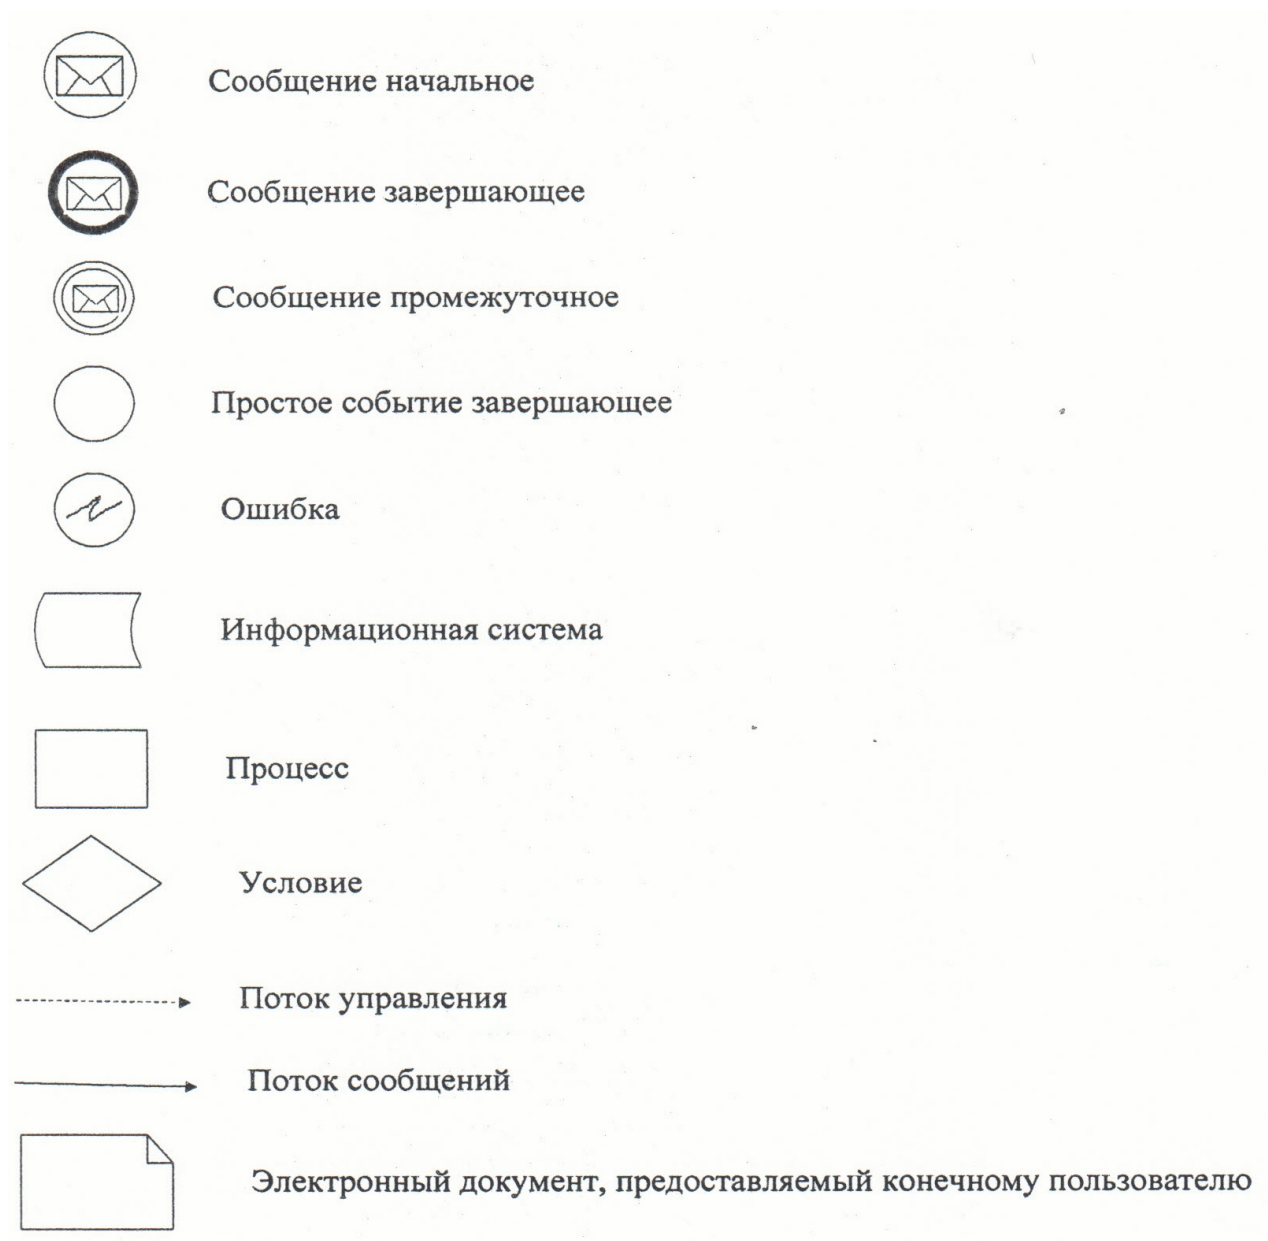 Сообщение начальное
Сообщение завершающее
Сообщение промежуточное
Простое событие завершающее
Ошибка
Информационная система
Процесс
Условие
Поток управления
Поток сообщений
Электронный документ, предоставляемый конечному пользователю